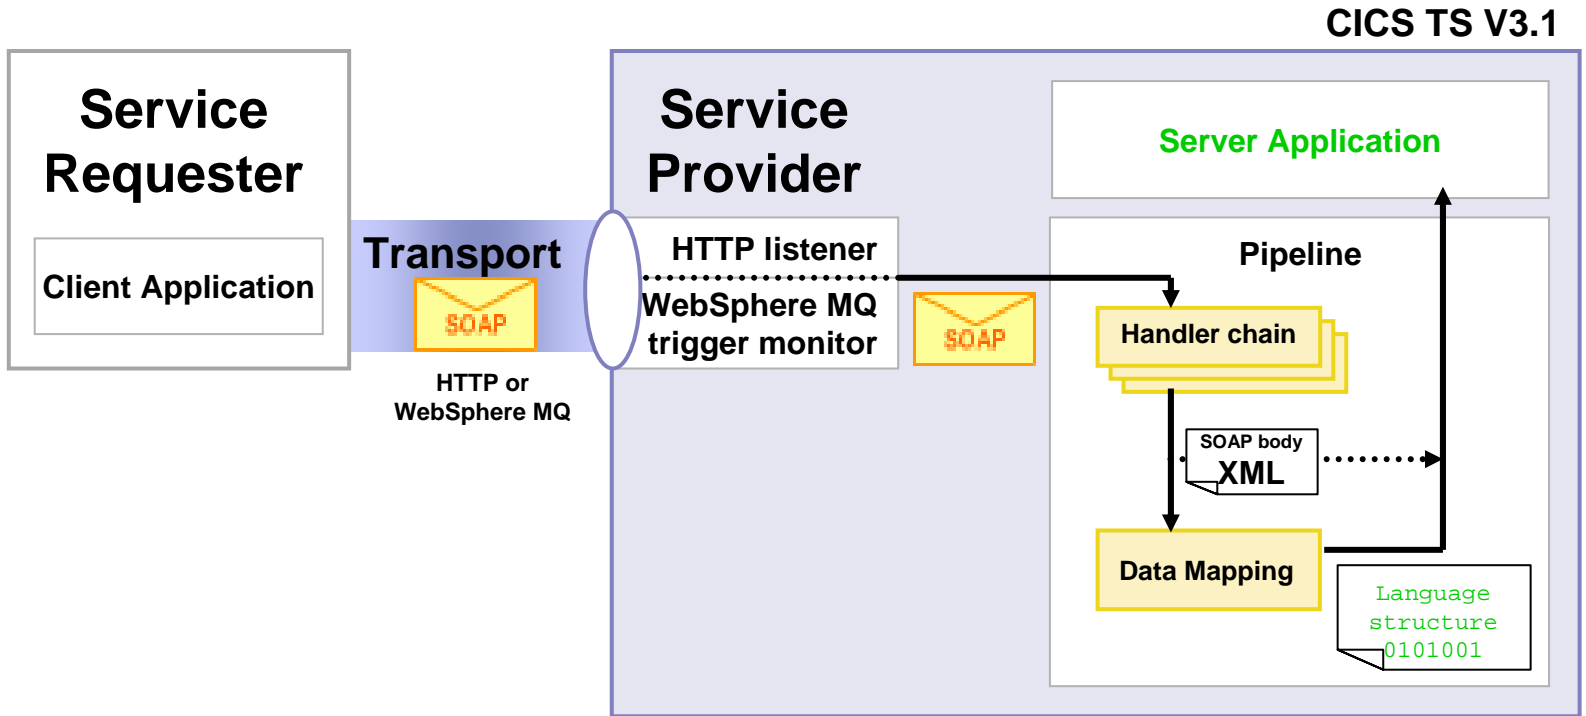 CICS TS V3.1
Service
Requester
Client Application
Transport
SOAP
HTTP or
WebSphere MQ
Service
Provider
HTTP listener
WebSphere MQ
trigger monitor
SOAP
Server Application
Pipeline
Handler chain
SOAP body
XML
Data Mapping
Language
structure
0101001